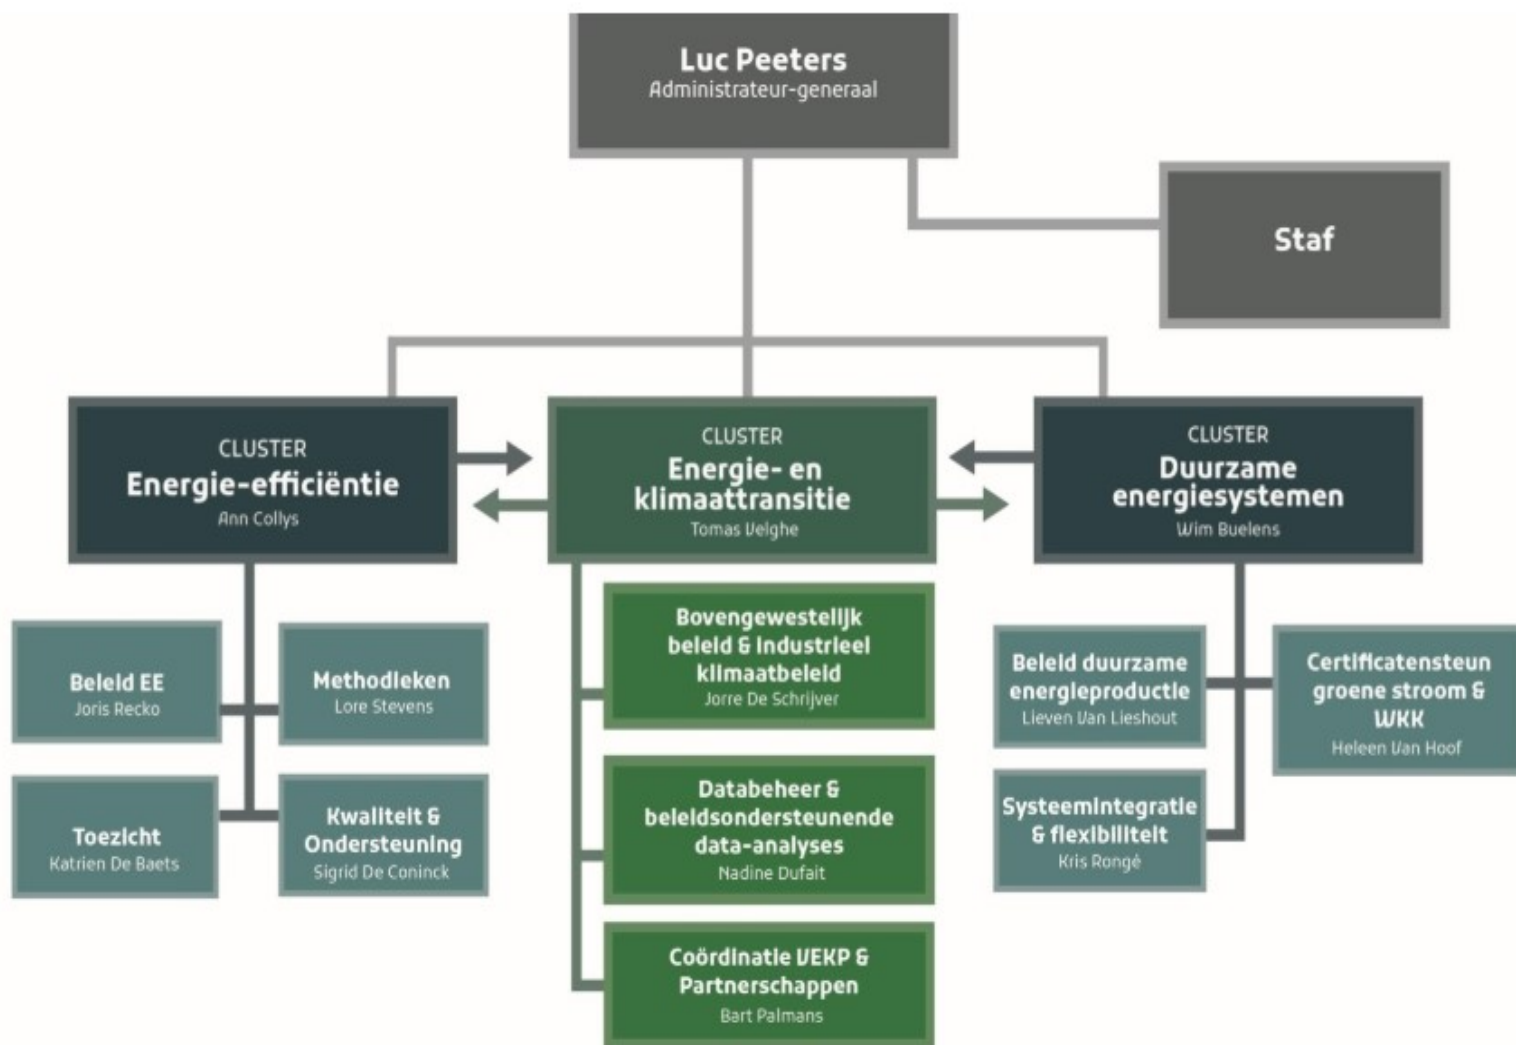 Luc Peeters
Administrateur-generaal
Staf
CLUSTER
Energie-efficiëntie
Ann Collys
CLUSTER
Energie- en
klimaattransitie
Tomas Velghe
CLUSTER
Duurzame
energiesystemen
Wim Buelens
Beleid EE
Joris Recko
Methodieken
Lore Stevens
Toezicht
Katrien De Baets
Kwaliteit &
Ondersteuning
Sigrid De Coninck
Bovengewestelijk
beleid & industrieel
klimaatbeleid
Jorre De Schrijver
Databeheer &
beleidsondersteunende
data-analyses
Nadine Dufait
Coördinatie VEKP &
Partnerschappen
Bart Palmans
Beleid duurzame
energieproductie
Lieven Van Lieshout
Certificatensteun
groene stroom &
WKK
Heleen Van Hoof
Systeemintegratie
& flexibiliteit
Kris Rongé